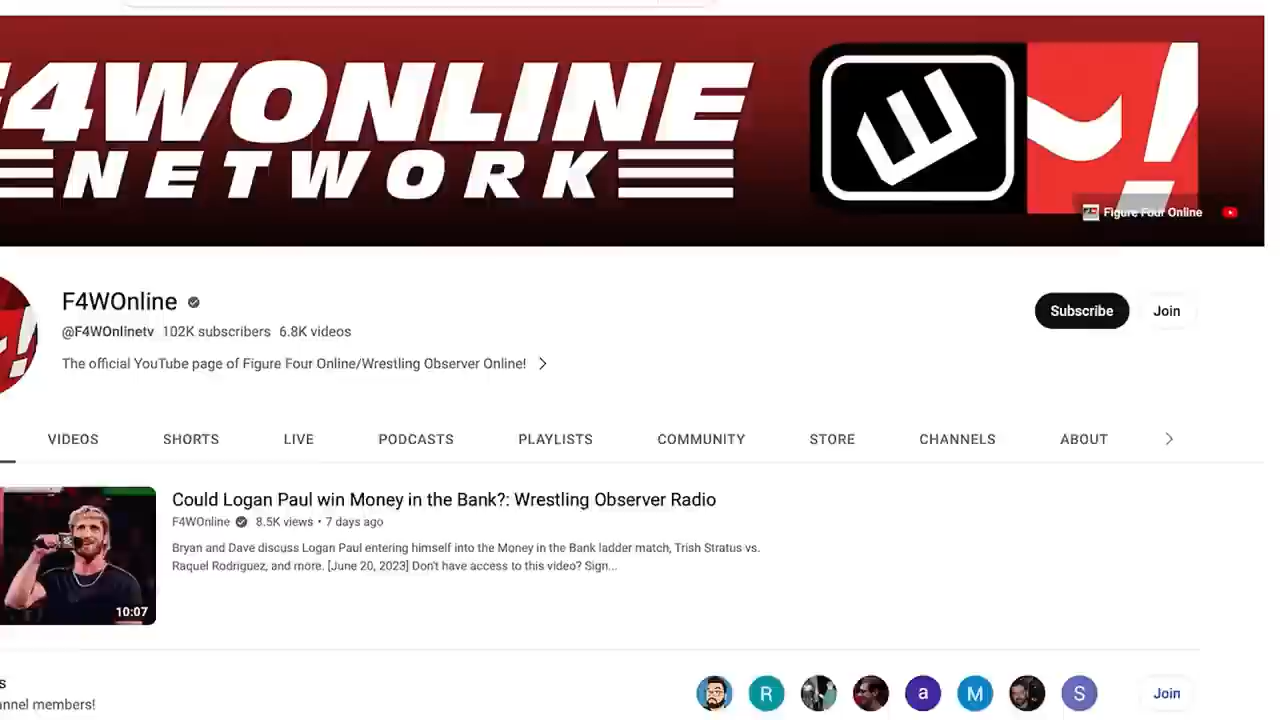 4WONLINE
NETWORK
Figure Four Online
F4WOnline
@F4WOnlinetv 102K subscribers 6.8K videos
The official YouTube page of Figure Four Online/Wrestling Observer Online!
Subscribe
Join
VIDEOS SHORTS LIVE PODCASTS PLAYLISTS COMMUNITY STORE CHANNELS ABOUT
10:07
Could Logan Paul win Money in the Bank?: Wrestling Observer Radio
F4WOnline 8.5K views • 7 days ago
Bryan and Dave discuss Logan Paul entering himself into the Money in the Bank ladder match, Trish Stratus vs.
Raquel Rodriguez, and more. [June 20, 2023] Don't have access to this video? Sign...
s
annel members!
R
a
M
S
Join